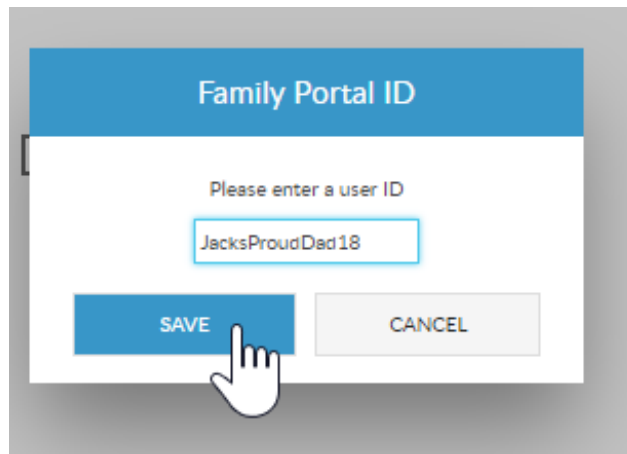 Family Portal ID
Please enter a user ID
JacksProudDad18
SAVE
CANCEL